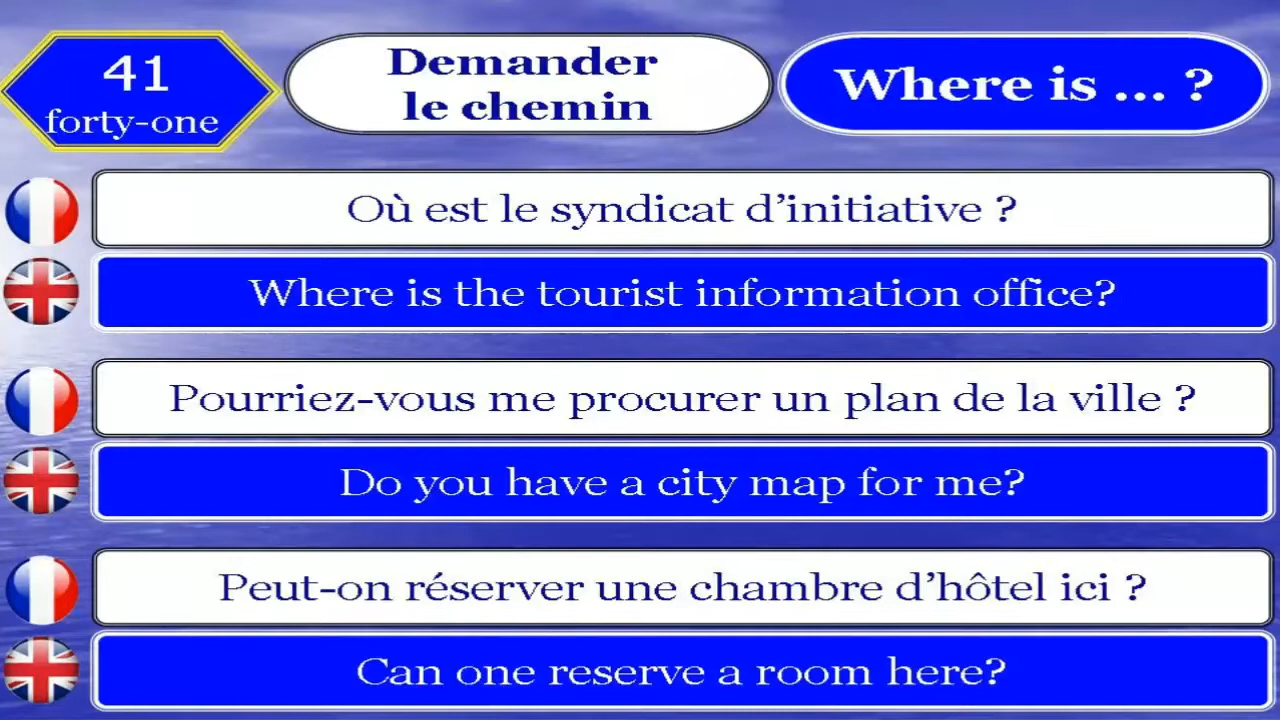 41
forty-one
Demander
le chemin
Where is ... ?
Où est le syndicat d’initiative ?
Where is the tourist information office?
Pourriez-vous me procurer un plan de la ville ?
Do you have a city map for me?
Peut-on réserver une chambre d’hôtel ici ?
Can one reserve a room here?